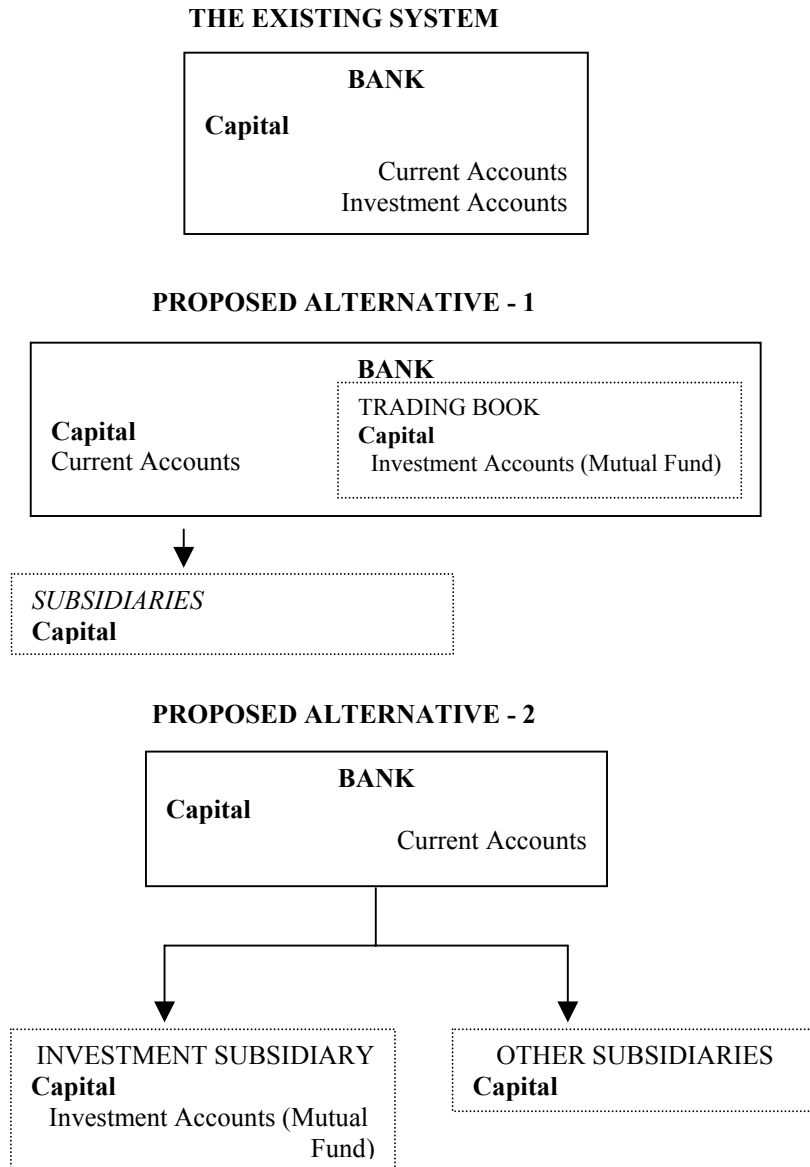 THE EXISTING SYSTEM
BANK
Capital
Current Accounts
Investment Accounts
PROPOSED ALTERNATIVE - 1
BANK
TRADING BOOK
Capital
Investment Accounts (Mutual Fund)
Capital
Current Accounts
SUBSIDIARIES
Capital
PROPOSED ALTERNATIVE - 2
BANK
Capital
Current Accounts
INVESTMENT SUBSIDIARY
Capital
Investment Accounts (Mutual
Fund)
OTHER SUBSIDIARIES
Capital